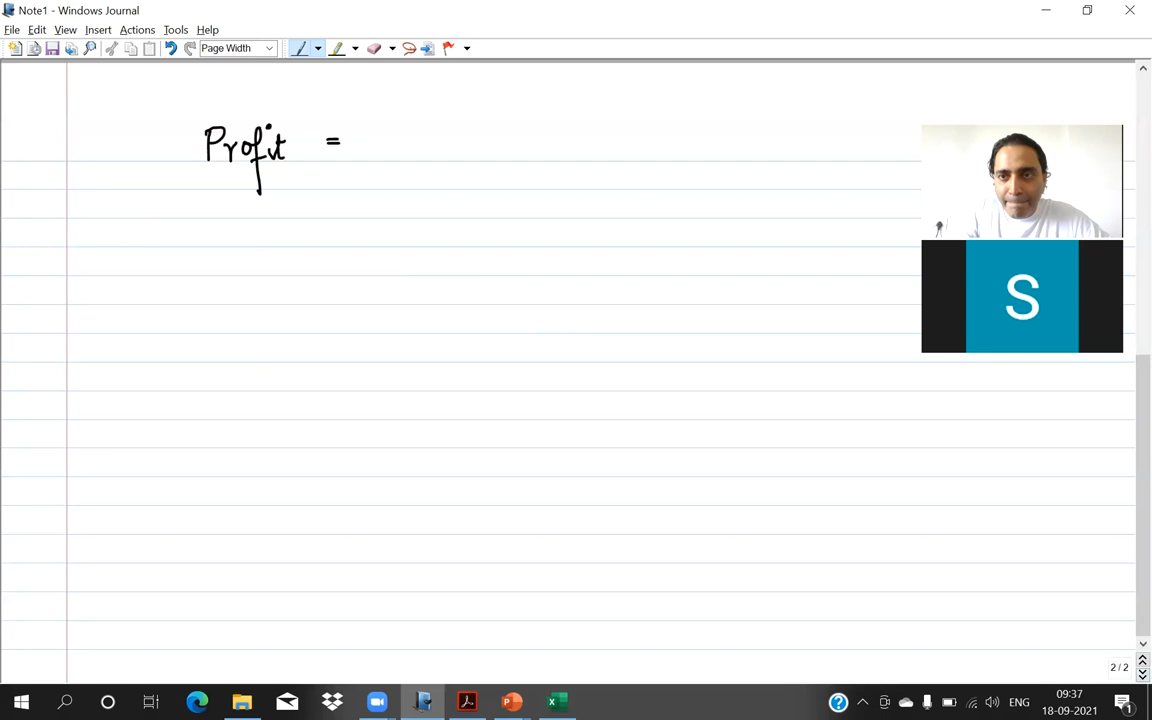 Note1 - Windows Journal
File Edit View Insert Actions Tools Help
Page Width
Profit =
S
2 / 2
ENG
09:37
18-09-2021
1